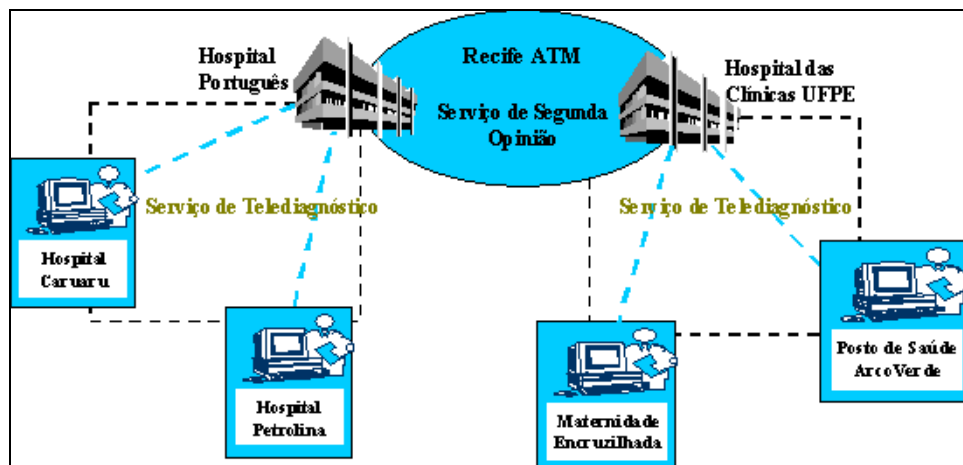 Hospital
Português
Recife ATM
Serviço de Segunda
Opinião
Hospital das
Clínicas UFPE
Serviço de Telediagnóstico
Serviço de Telediagnóstico
Hospital
Caruaru
Hospital
Petrolina
Maternidade
Encruzilhada
Posto de Saúde
ArcoVerde